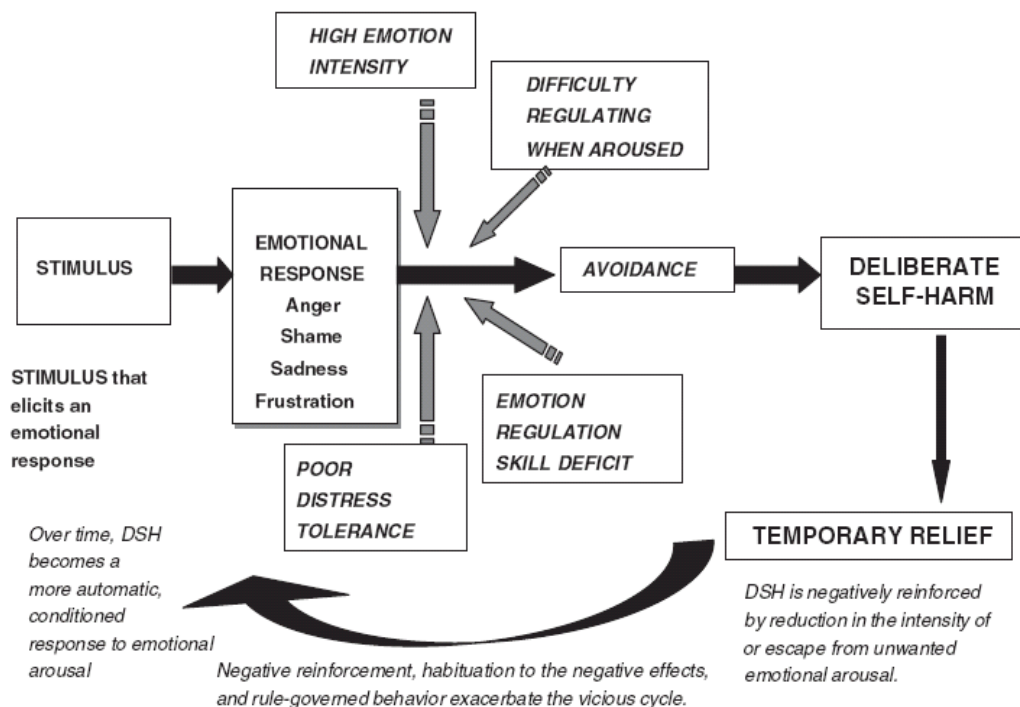 HIGH EMOTION
INTENSITY
DIFFICULTY
REGULATING
WHEN AROUSED
STIMULUS
EMOTIONAL
RESPONSE
Anger
Shame
Sadness
Frustration
AVOIDANCE
DELIBERATE
SELF-HARM
STIMULUS that
elicits an
emotional
response
POOR
DISTRESS
TOLERANCE
EMOTION
REGULATION
SKILL DEFICIT
TEMPORARY RELIEF
DSH is negatively reinforced
by reduction in the intensity of
or escape from unwanted
emotional arousal.
Over time, DSH
becomes a
more automatic,
conditioned
response to emotional
arousal
Negative reinforcement, habituation to the negative effects,
and rule-governed behavior exacerbate the vicious cycle.